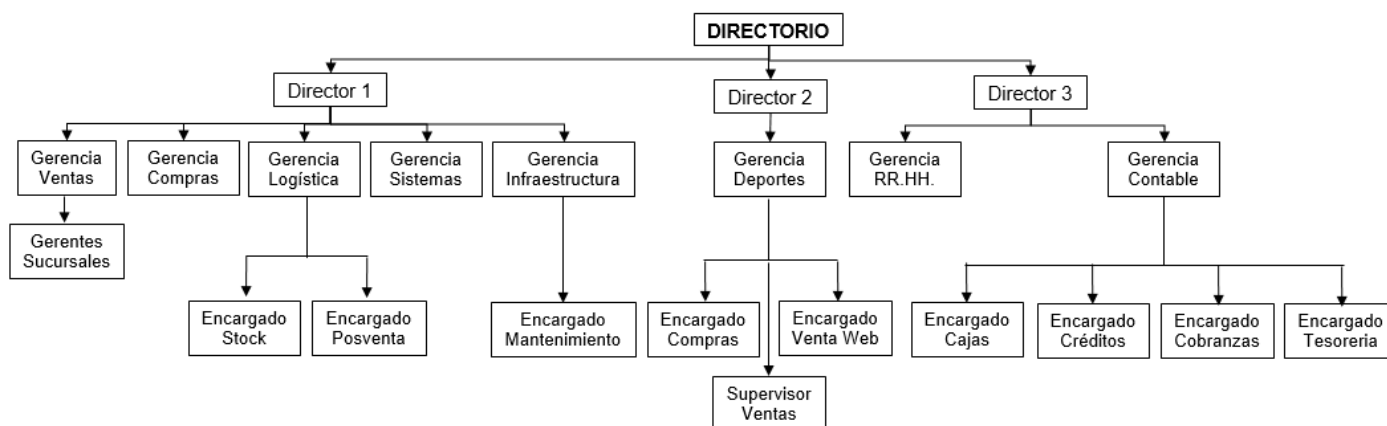 DIRECTORIO
Director 1
Director 2
Director 3
Gerencia
Ventas
Gerencia
Compras
Gerencia
Logística
Gerencia
Sistemas
Gerencia
Infraestructura
Gerencia
Deportes
Gerencia
RR.HH.
Gerencia
Contable
Gerentes
Sucursales
Encargado
Stock
Encargado
Posventa
Encargado
Mantenimiento
Encargado
Compras
Encargado
Venta Web
Encargado
Cajas
Encargado
Créditos
Encargado
Cobranzas
Encargado
Tesoreria
Supervisor
Ventas